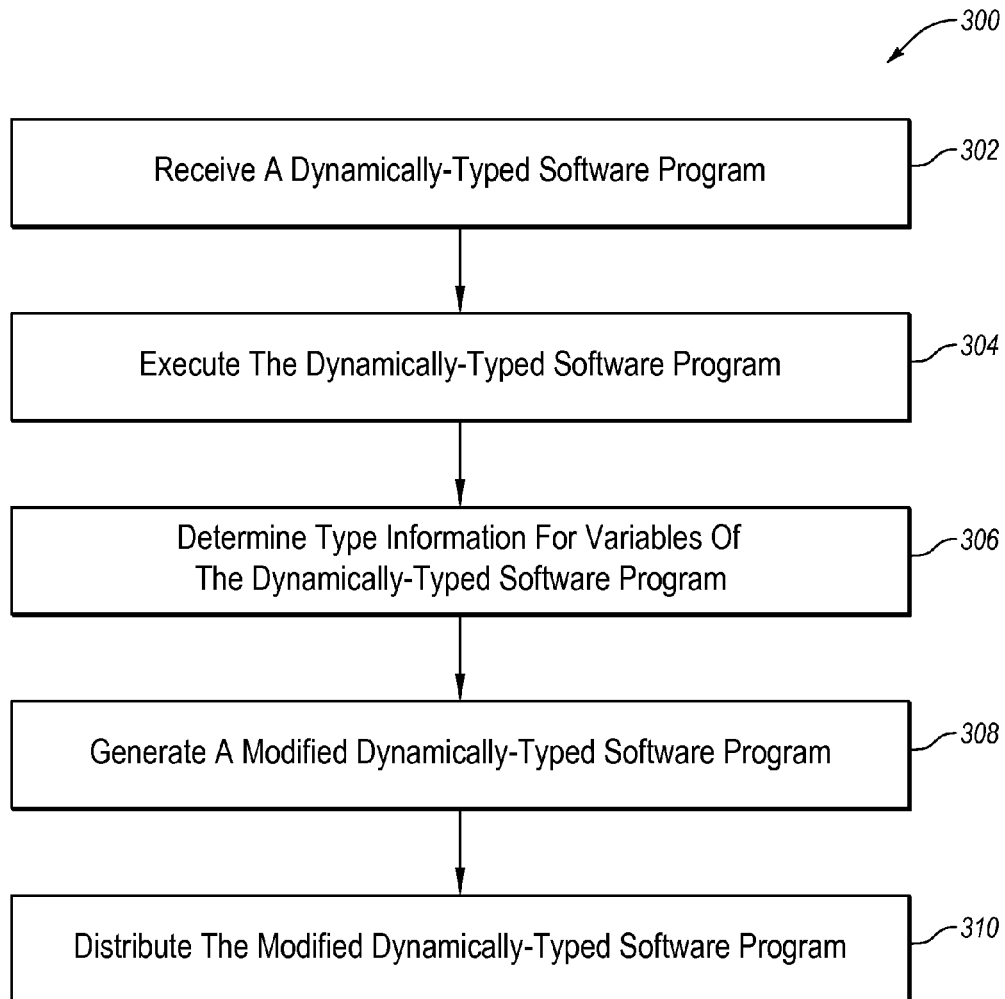 300
Receive A Dynamically-Typed Software Program
302
Execute The Dynamically-Typed Software Program
304
Determine Type Information For Variables Of
The Dynamically-Typed Software Program
306
Generate A Modified Dynamically-Typed Software Program
308
Distribute The Modified Dynamically-Typed Software Program
310